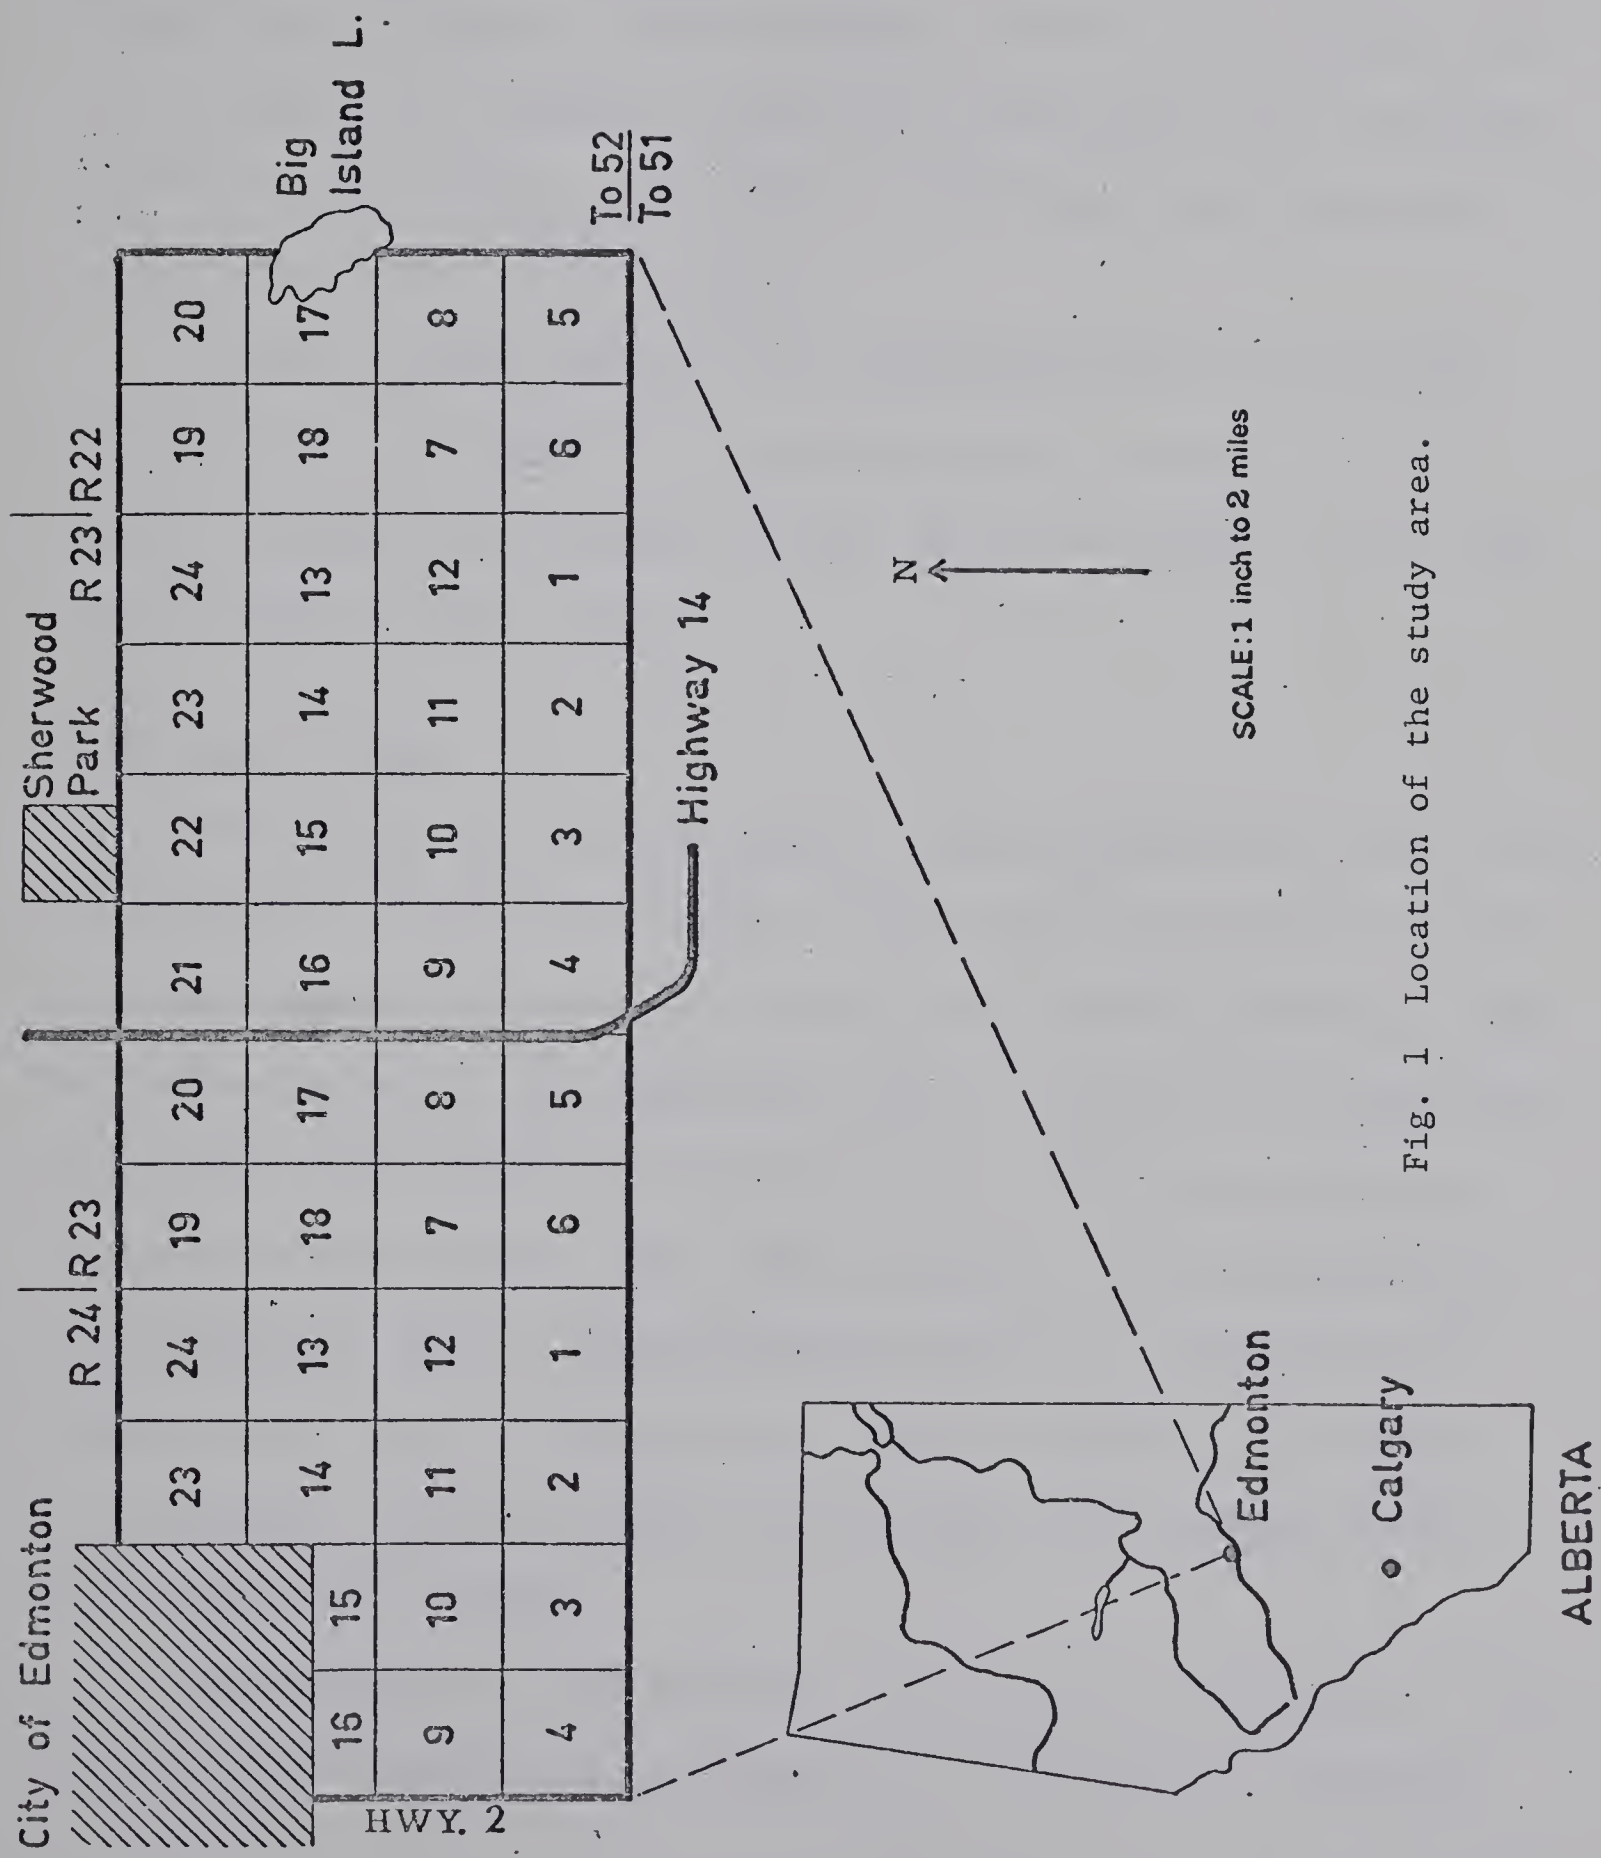 City of Edmonton
Sherwood
Park
R 24 | R 23
R 23 | R 22
23 24 19 20 21 22 23 24 19 20
14 13 18 17 16 15 14 13 18 17
16 15
9 10 11 12 7 8 9 10 11 12 7 8
4 3 2 1 6 5 4 3 2 1 6 5
Big
Island L.
HWY. 2
To 52
To 51
Highway 14
N
SCALE:1 inch to 2 miles
Edmonton
Calgary
ALBERTA
Fig. 1 Location of the study area.